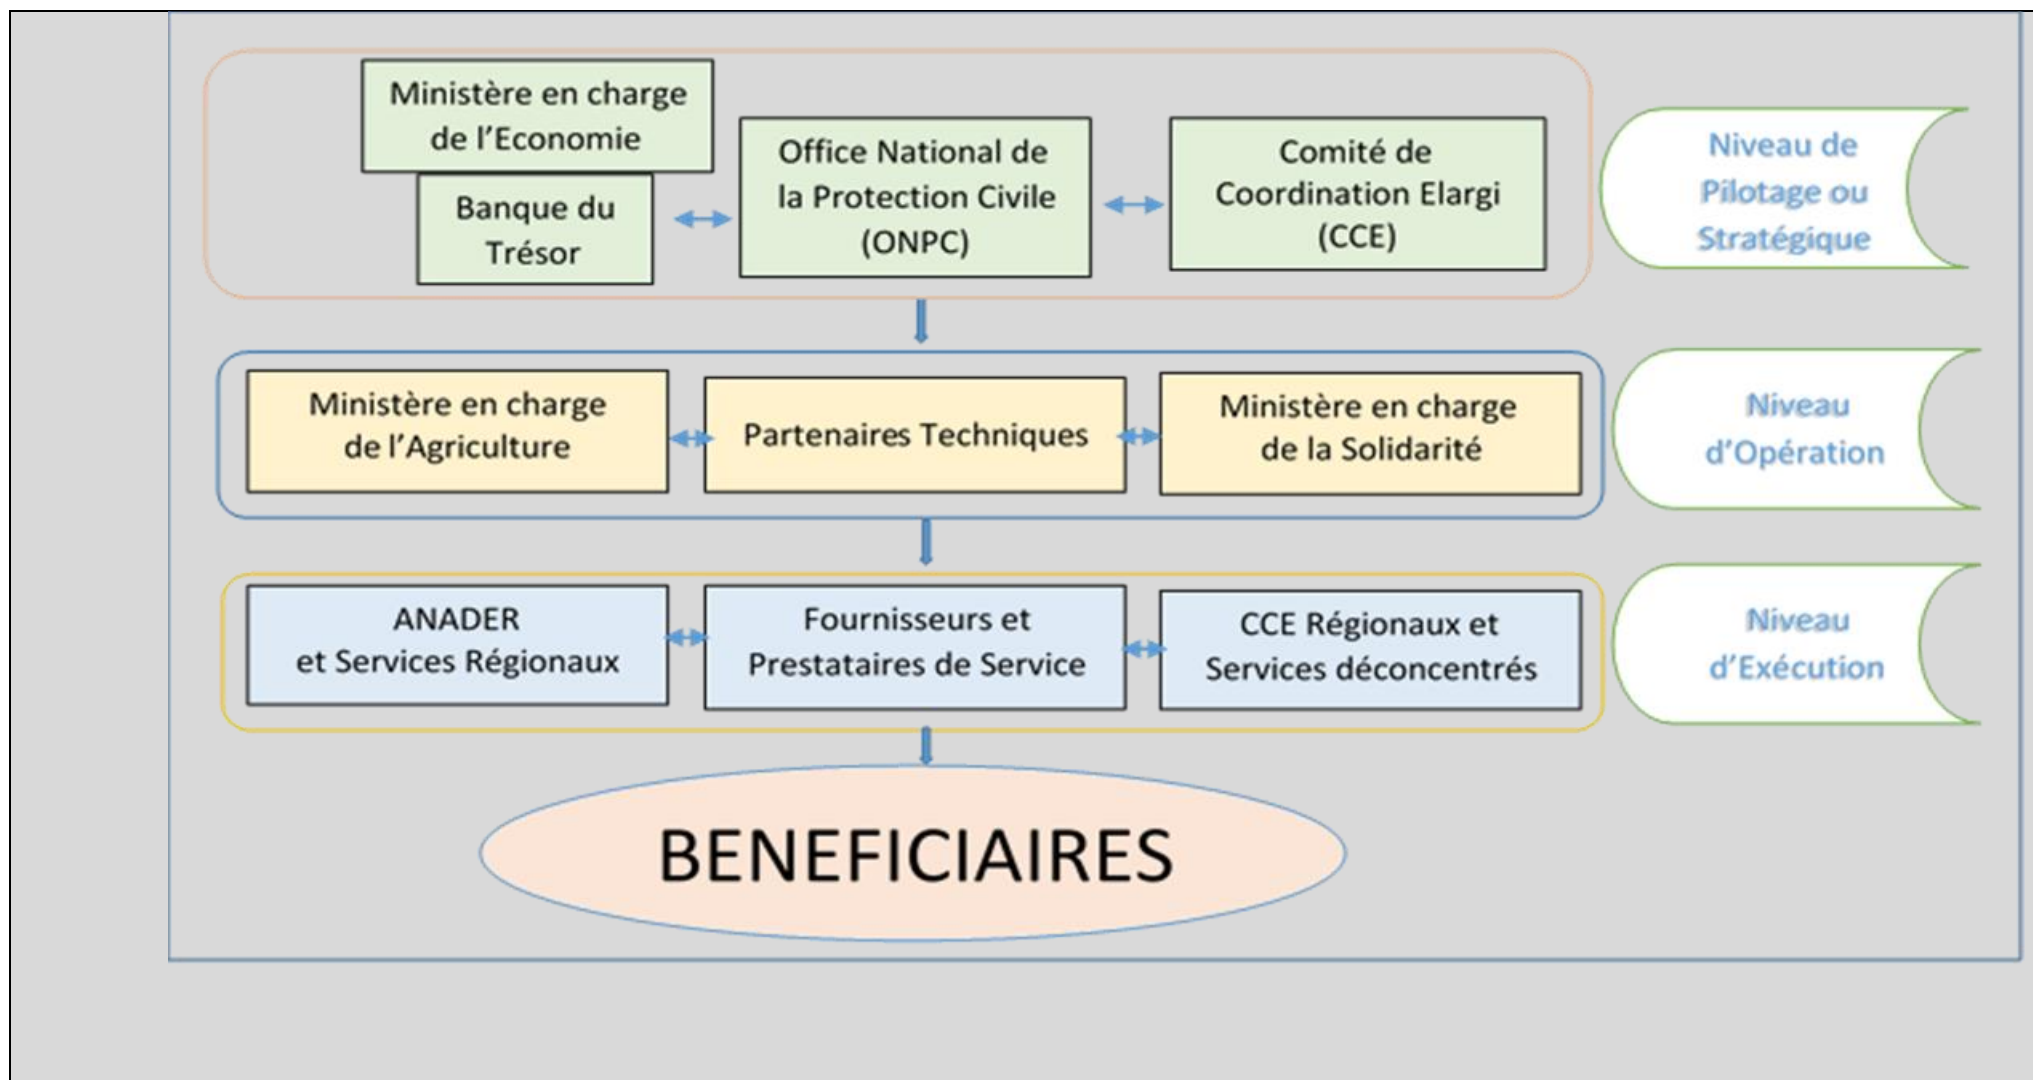 Ministère en charge
de l'Economie
Banque du
Trésor
Office National de
la Protection Civile
(ONPC)
Comité de
Coordination Elargi
(CCE)
Niveau de
Pilotage ou
Stratégique
Ministère en charge
de l'Agriculture
Partenaires Techniques
Ministère en charge
de la Solidarité
Niveau
d'Opération
ANADER
et Services Régionaux
Fournisseurs et
Prestataires de Service
CCE Régionaux et
Services déconcentrés
Niveau
d'Exécution
BENEFICIAIRES